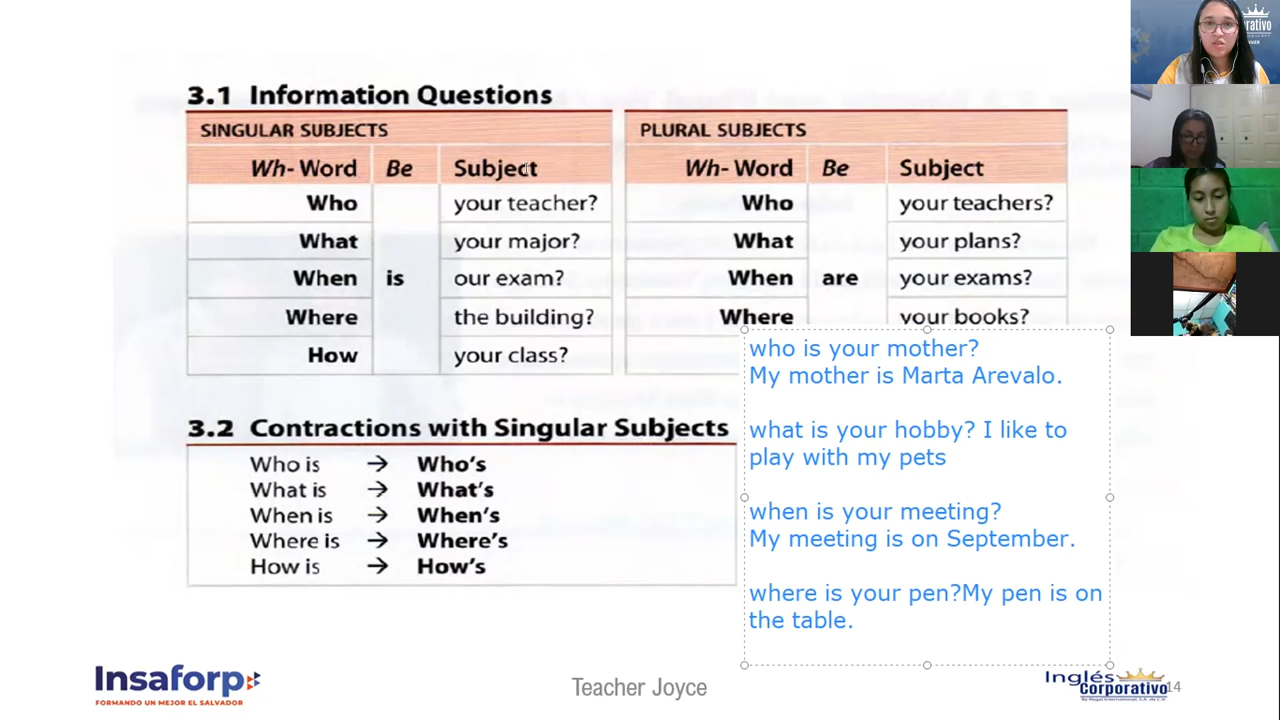 3.1 Information Questions
SINGULAR SUBJECTS
Wh- Word Be Subject
Who your teacher?
What your major?
When is our exam?
Where the building?
How your class?
PLURAL SUBJECTS
Wh- Word Be Subject
Who your teachers?
What your plans?
When are your exams?
Where your books?
3.2 Contractions with Singular Subjects
Who is → Who's
What is → What's
When is → When's
Where is → Where's
How is → How's
who is your mother?
My mother is Marta Arevalo.
what is your hobby? I like to
play with my pets
when is your meeting?
My meeting is on September.
where is your pen?My pen is on
the table.
Insaforp
FORMANDO UN MEJOR EL SALVADOR
Teacher Joyce
Inglés
Corporativo
14